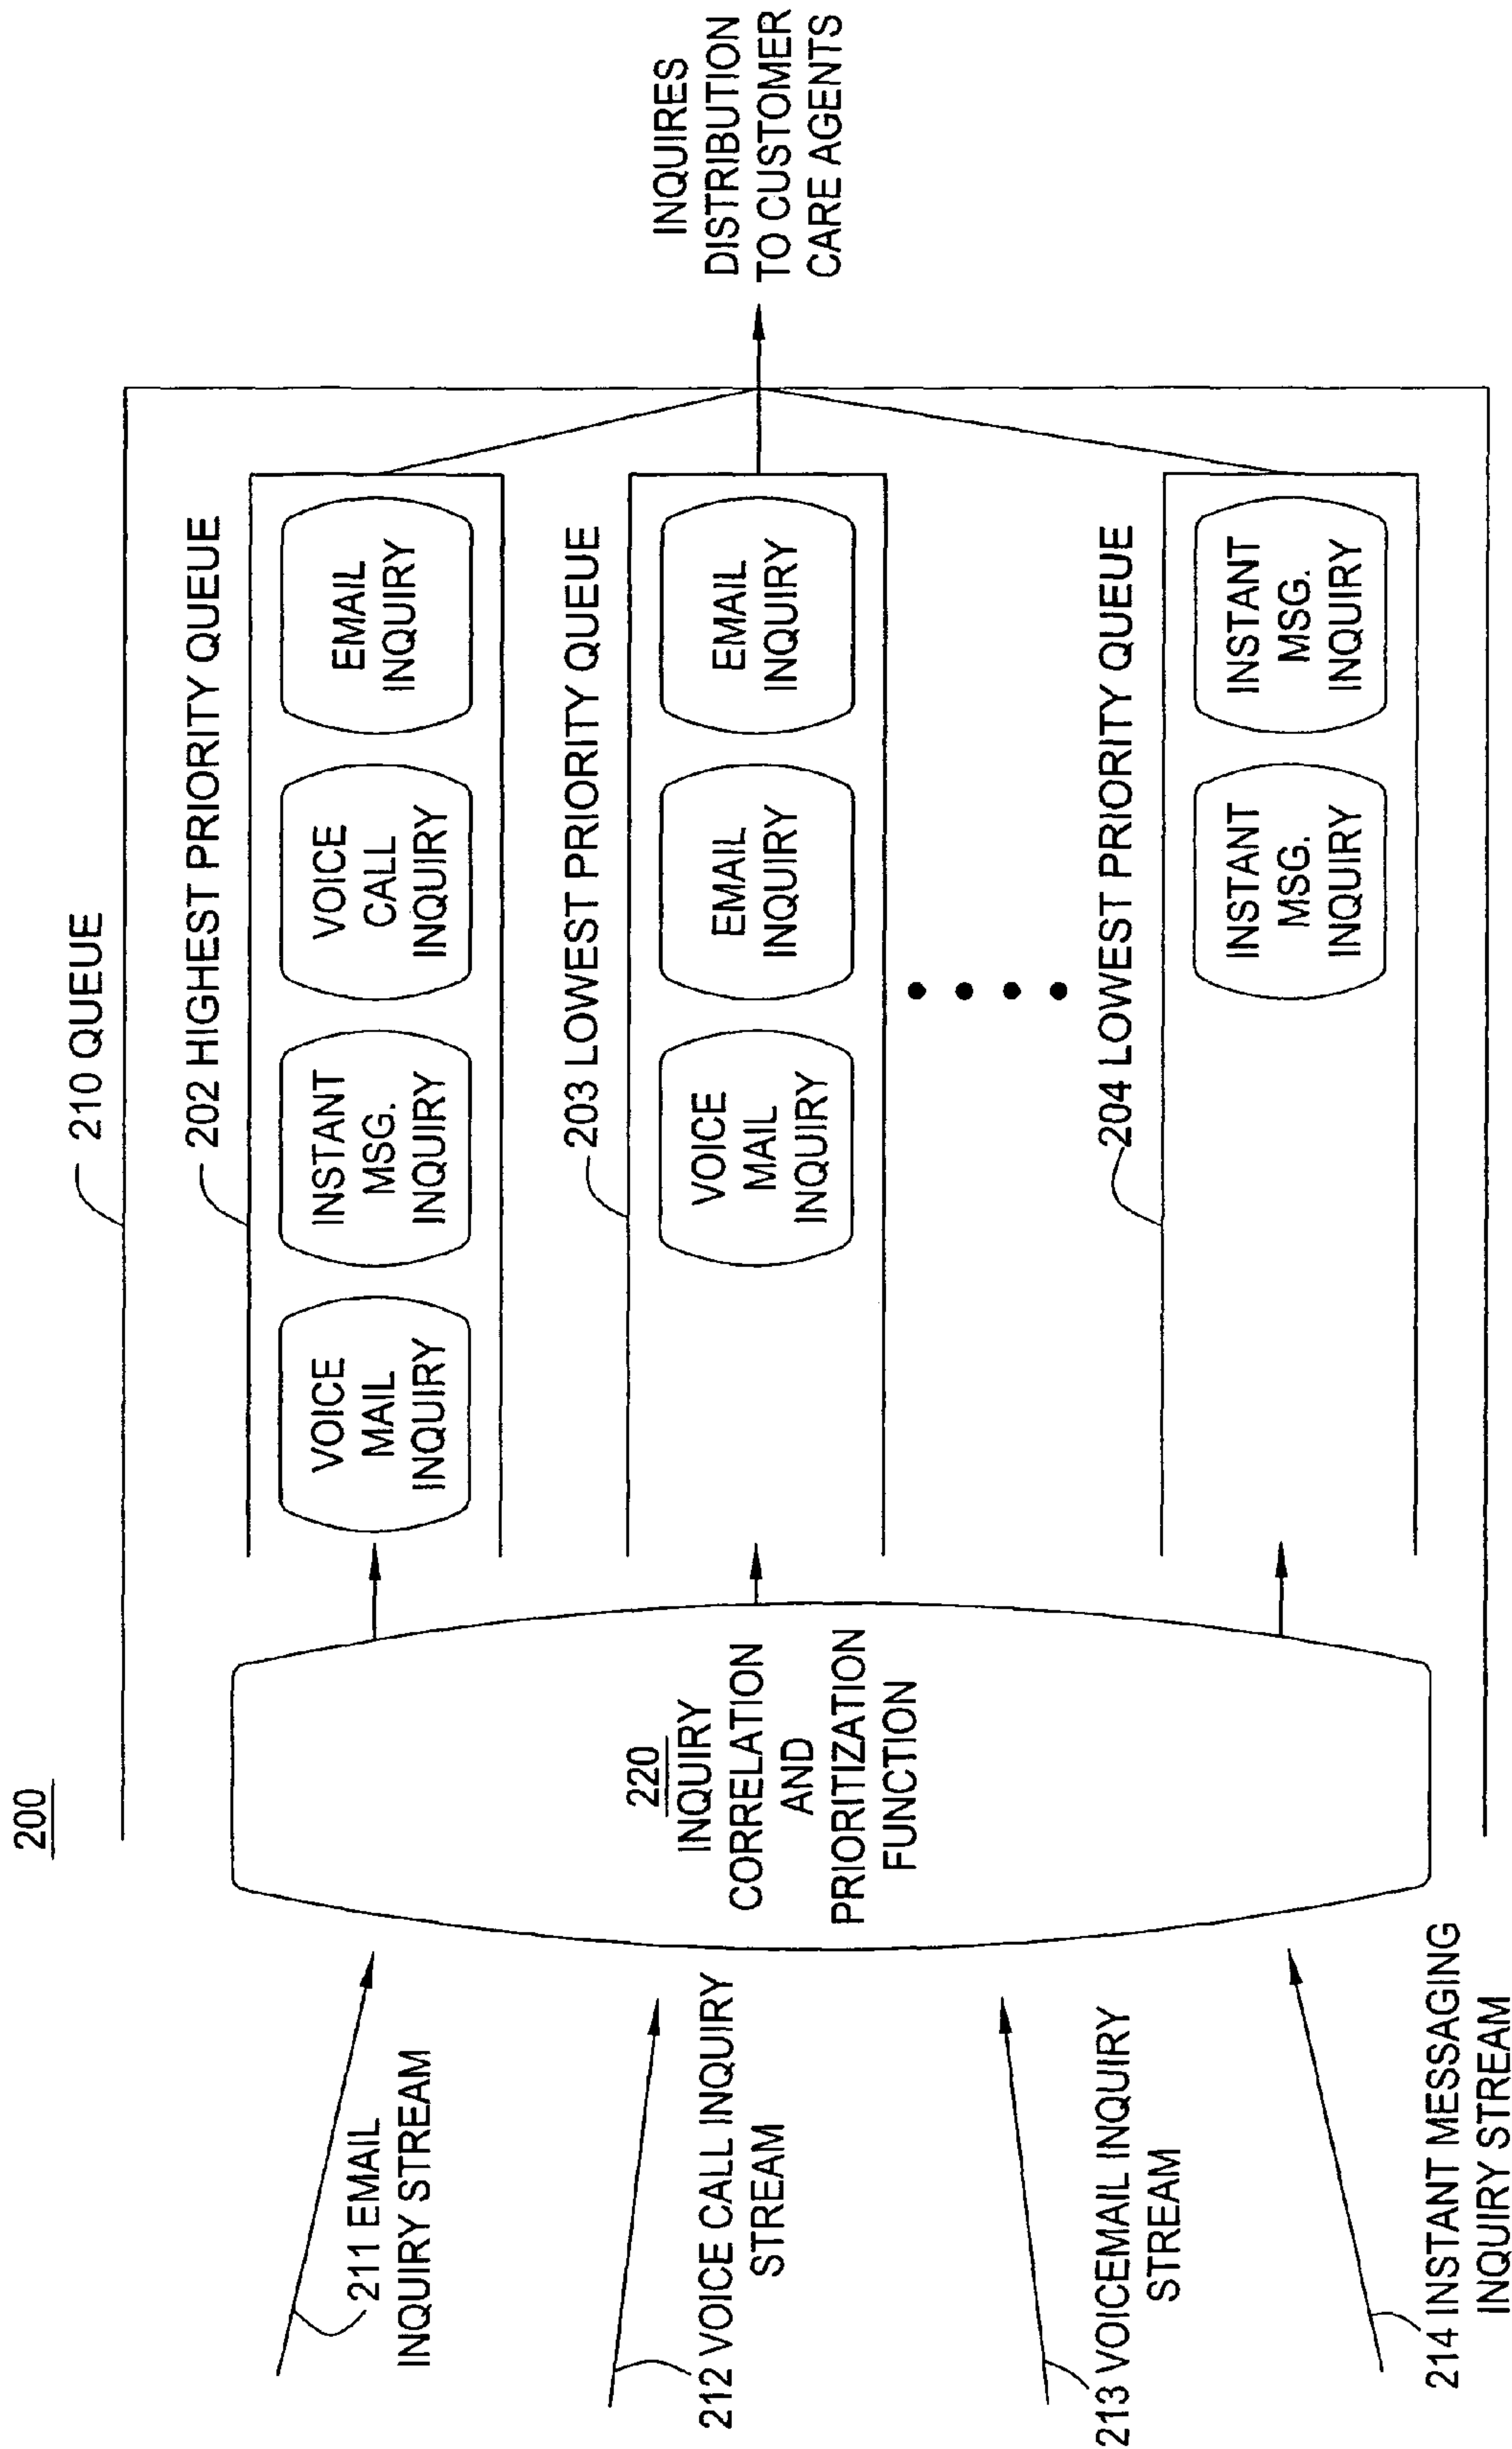 200
210 QUEUE
202 HIGHEST PRIORITY QUEUE
VOICE
MAIL
INQUIRY
INSTANT
MSG.
INQUIRY
VOICE
CALL
INQUIRY
EMAIL
INQUIRY
203 LOWEST PRIORITY QUEUE
VOICE
MAIL
INQUIRY
EMAIL
INQUIRY
EMAIL
INQUIRY
204 LOWEST PRIORITY QUEUE
INSTANT
MSG.
INQUIRY
INSTANT
MSG.
INQUIRY
220
INQUIRY
CORRELATION
AND
PRIORITIZATION
FUNCTION
211 EMAIL
INQUIRY STREAM
212 VOICE CALL INQUIRY
STREAM
213 VOICEMAIL INQUIRY
STREAM
214 INSTANT MESSAGING
INQUIRY STREAM
INQUIRES
DISTRIBUTION
TO CUSTOMER
CARE AGENTS